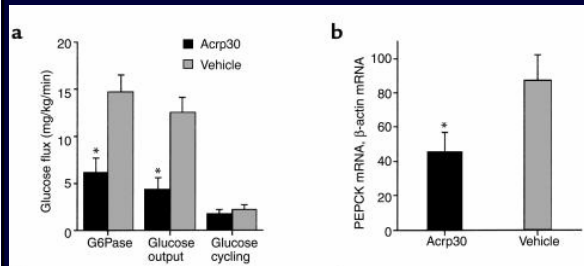 a
20
15
10
5
0
Glucose flux (mg/kg/min)
Acrp30
Vehicle
*
*
G6Pase
Glucose output
Glucose cycling
b
100
80
60
40
20
0
PEPCK mRNA, β-actin mRNA
*
Acrp30
Vehicle